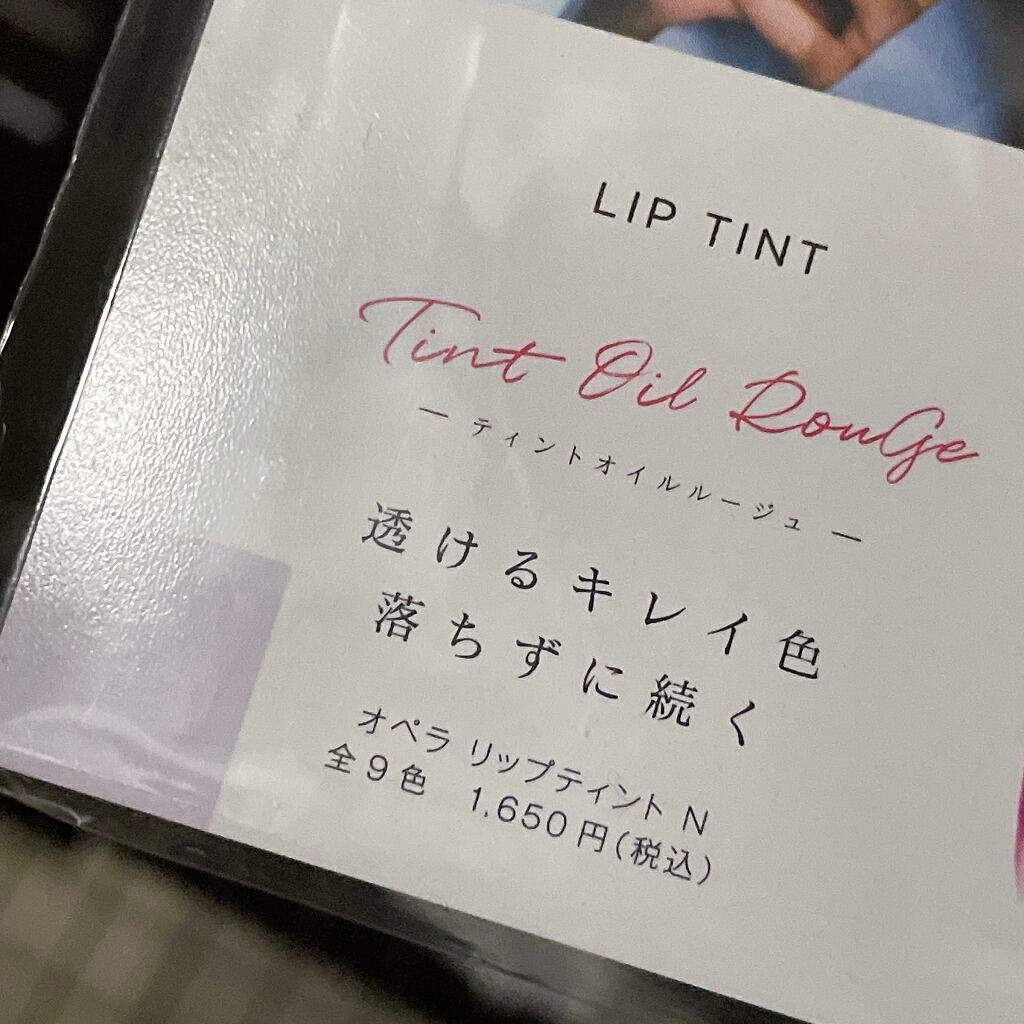 LIP TINT
Tint Oil RouGe
― ティントオイルルージュ ―
透けるキレイ色
落ちずに続く
オペラ リップティント N
全9色 1,650円(税込)